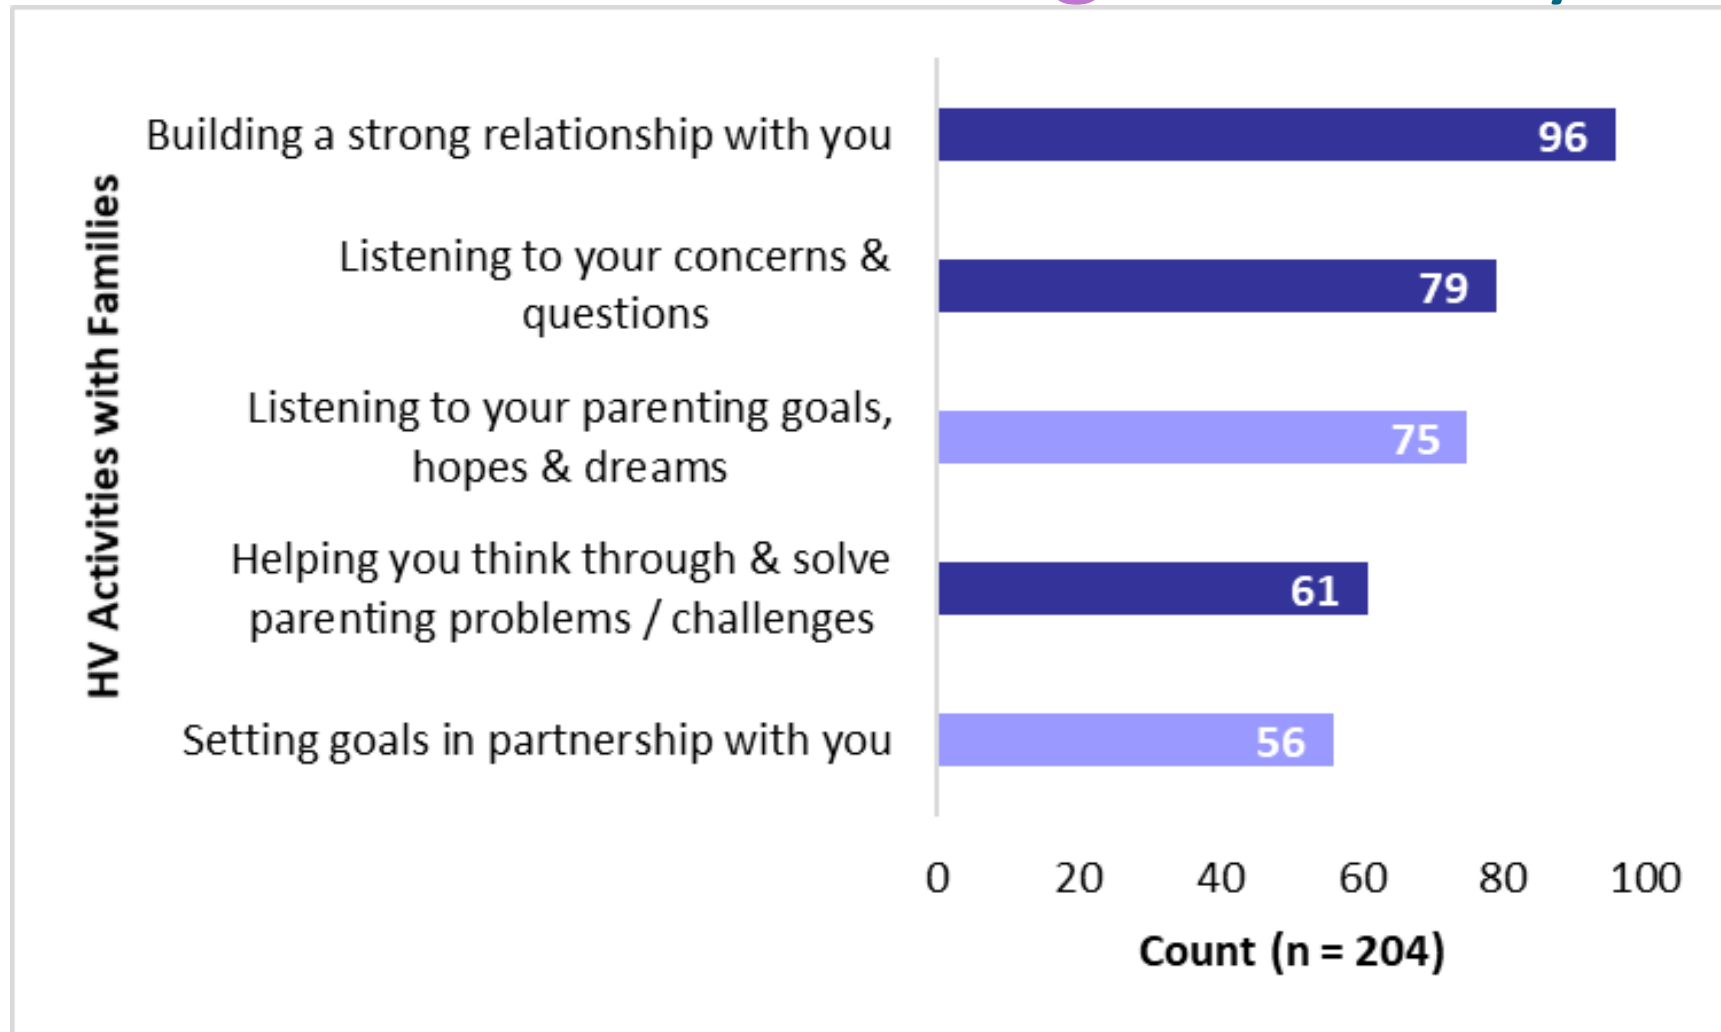 HV Activities with Families
Building a strong relationship with you
96
Listening to your concerns &
questions
79
Listening to your parenting goals,
hopes & dreams
75
Helping you think through & solve
parenting problems / challenges
61
Setting goals in partnership with you
56
0 20 40 60 80 100
Count (n = 204)